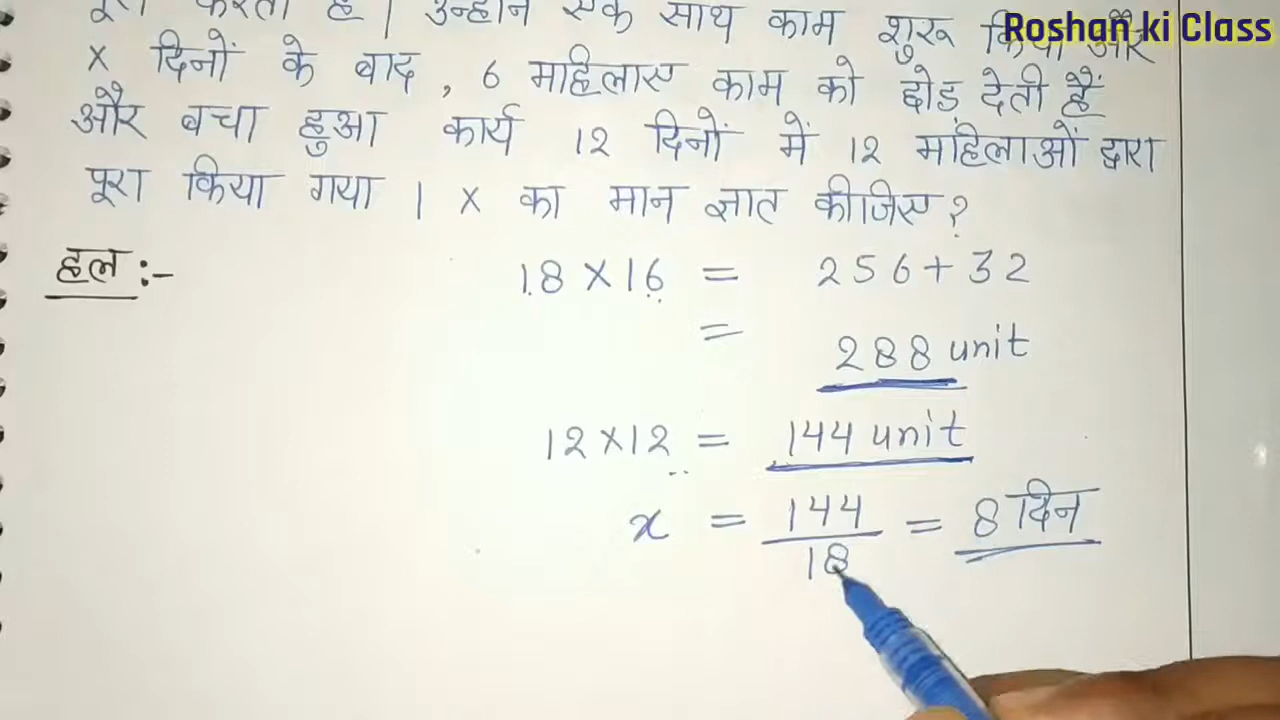 पूरा करता है | उन्होंने एक साथ काम शुरू किया और
Roshan ki Class
x दिनों के बाद , 6 महिलाए काम को छोड़ देती हैं
और बचा हुआ कार्य 12 दिनों में 12 महिलाओं द्वारा
पूरा किया गया | x का मान ज्ञात कीजिए ?
हल :-
18 × 16 = 256 + 32
= 288 unit
12 × 12 = 144 unit
x = 144/18 = 8 दिन